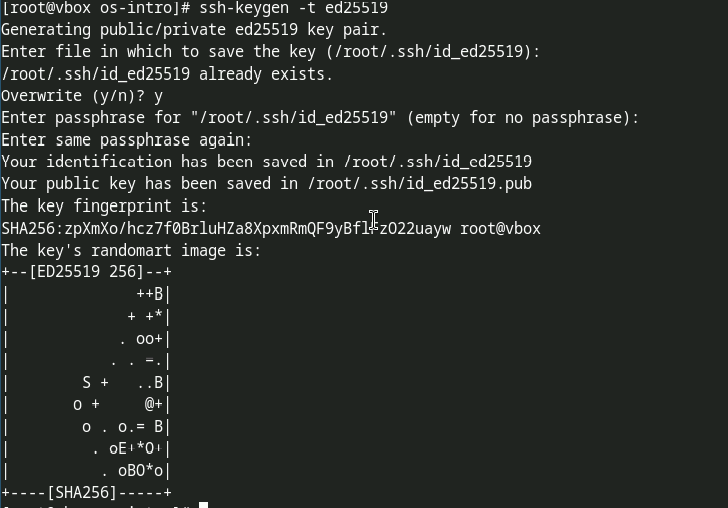 [root@vbox os-intro]# ssh-keygen -t ed25519
Generating public/private ed25519 key pair.
Enter file in which to save the key (/root/.ssh/id_ed25519):
/root/.ssh/id_ed25519 already exists.
Overwrite (y/n)? y
Enter passphrase for "/root/.ssh/id_ed25519" (empty for no passphrase):
Enter same passphrase again:
Your identification has been saved in /root/.ssh/id_ed25519
Your public key has been saved in /root/.ssh/id_ed25519.pub
The key fingerprint is:
root@vbox
The key's randomart image is:
+--[ED25519 256]--+
|               ++B|
|              + +*|
|             . oo+|
|            . . =.|
|         S +   ..B|
|        o +     @+|
|         o . o.= B|
|          . oE+*O+|
|           . oBO*o|
+----[SHA256]-----+